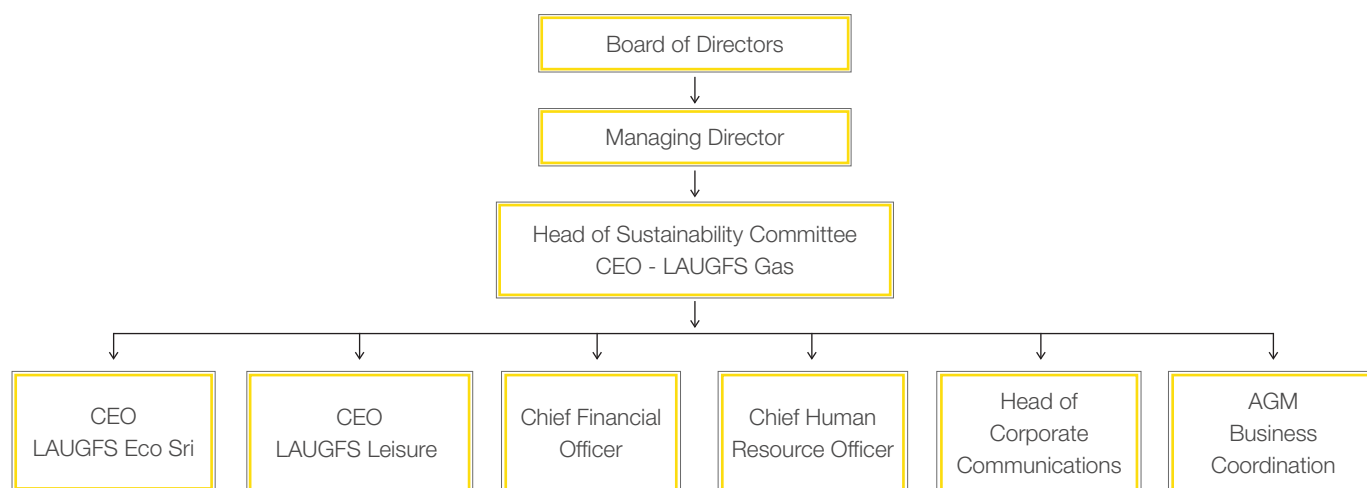 Board of Directors
Managing Director
Head of Sustainability Committee
CEO - LAUGFS Gas
CEO
LAUGFS Eco Sri
CEO
LAUGFS Leisure
Chief Financial
Officer
Chief Human
Resource Officer
Head of
Corporate
Communications
AGM
Business
Coordination